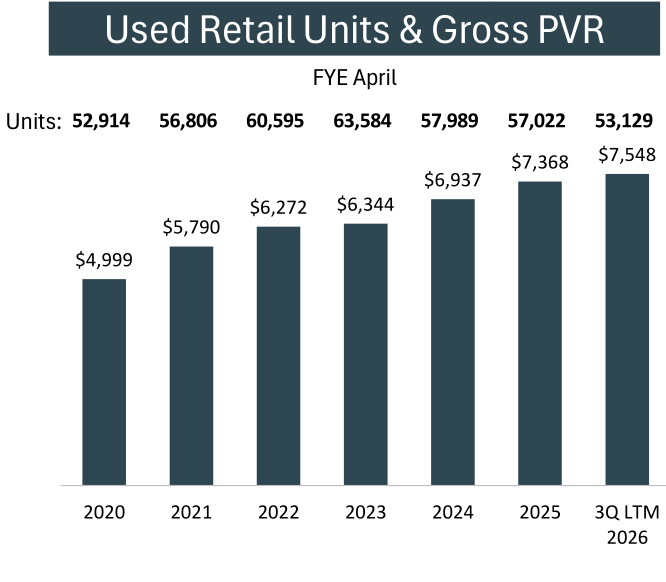 Used Retail Units & Gross PVR
FYE April
Units: 52,914 56,806 60,595 63,584 57,989 57,022 53,129
$4,999 $5,790 $6,272 $6,344 $6,937 $7,368 $7,548
2020 2021 2022 2023 2024 2025 3Q LTM
2026